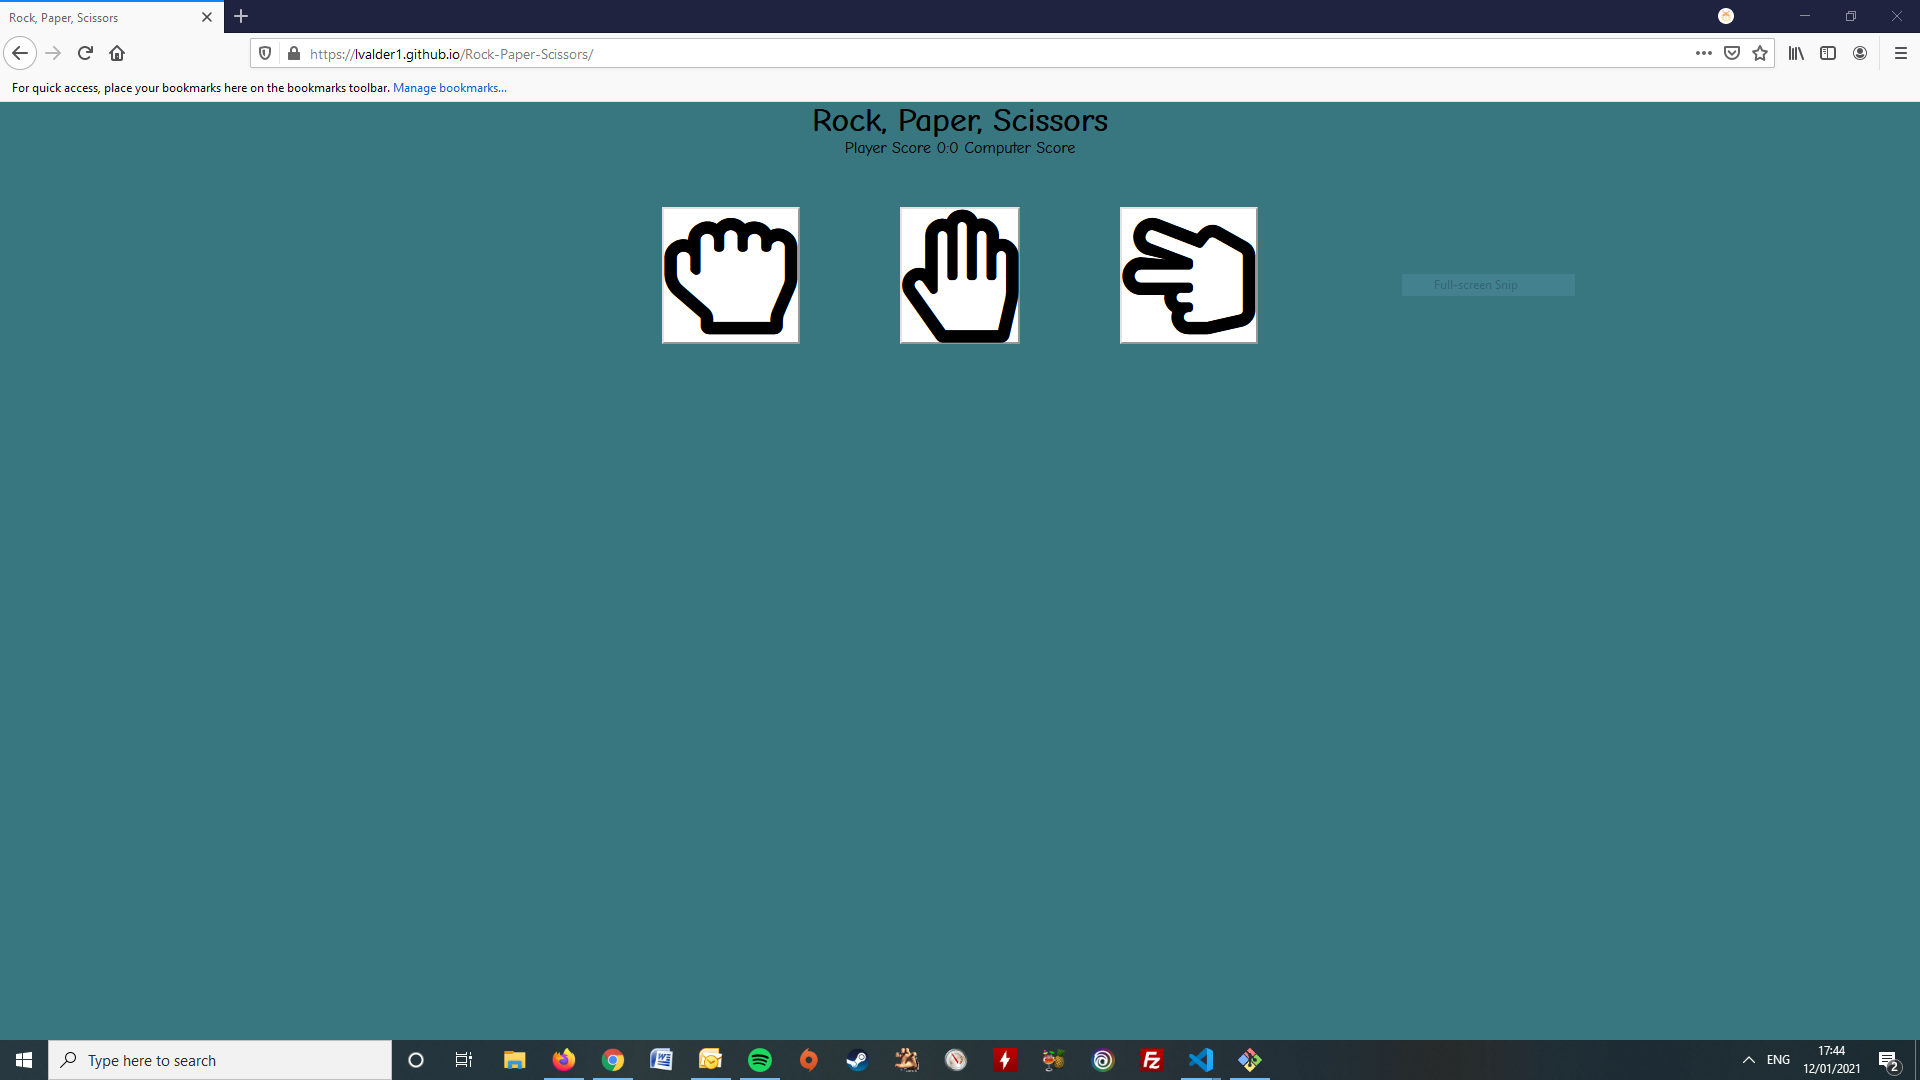 Rock, Paper, Scissors
https://lvalder1.github.io/Rock-Paper-Scissors/
For quick access, place your bookmarks here on the bookmarks toolbar. Manage bookmarks...
Rock, Paper, Scissors
Player Score 0:0 Computer Score
Full-screen Snip
Type here to search
ENG
17:44
12/01/2021
2